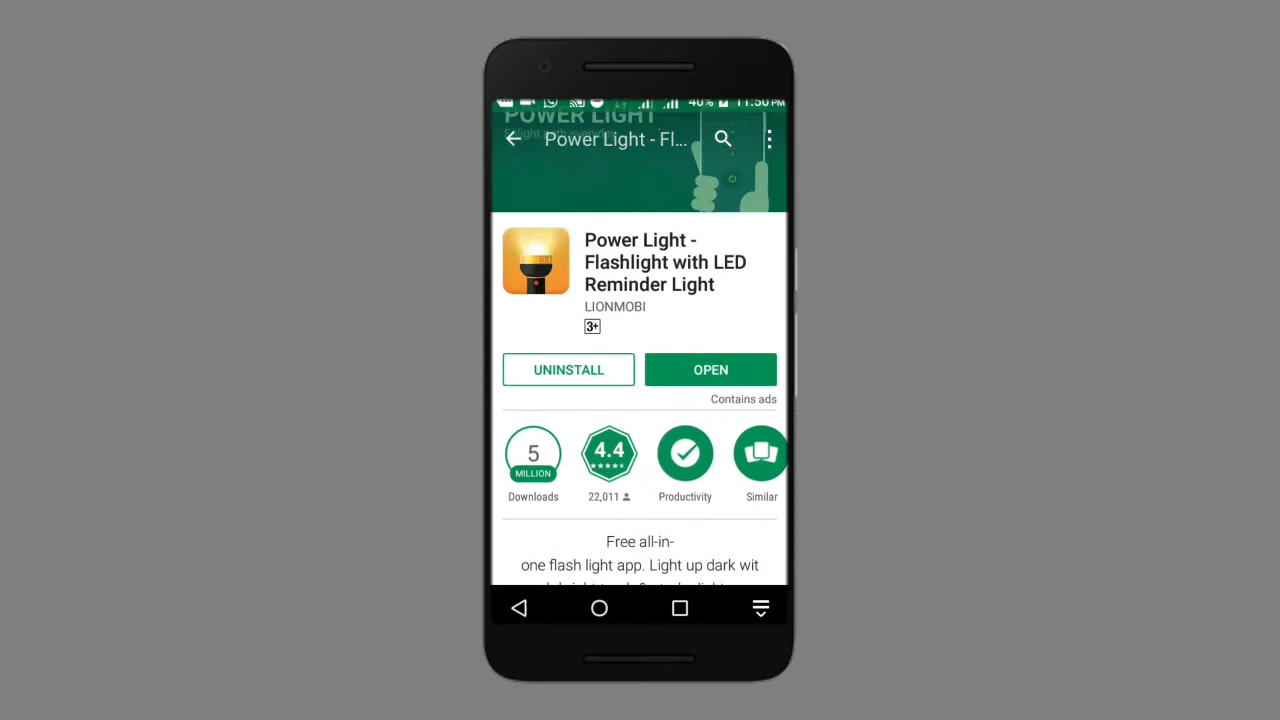 40% 11:50 PM
POWER LIGHT
Power Light - Fl...
Power Light -
Flashlight with LED
Reminder Light
LIONMOBI
3+
UNINSTALL
OPEN
Contains ads
5
MILLION
4.4
Downloads
22,011
Productivity
Similar
Free all-in-
one flash light app. Light up dark wit